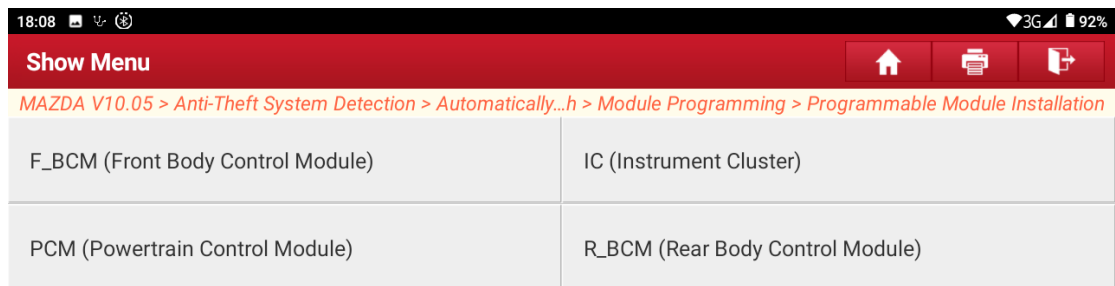 18:08 3G 92%
Show Menu
MAZDA V10.05 > Anti-Theft System Detection > Automatically...h > Module Programming > Programmable Module Installation
F_BCM (Front Body Control Module)
IC (Instrument Cluster)
PCM (Powertrain Control Module)
R_BCM (Rear Body Control Module)